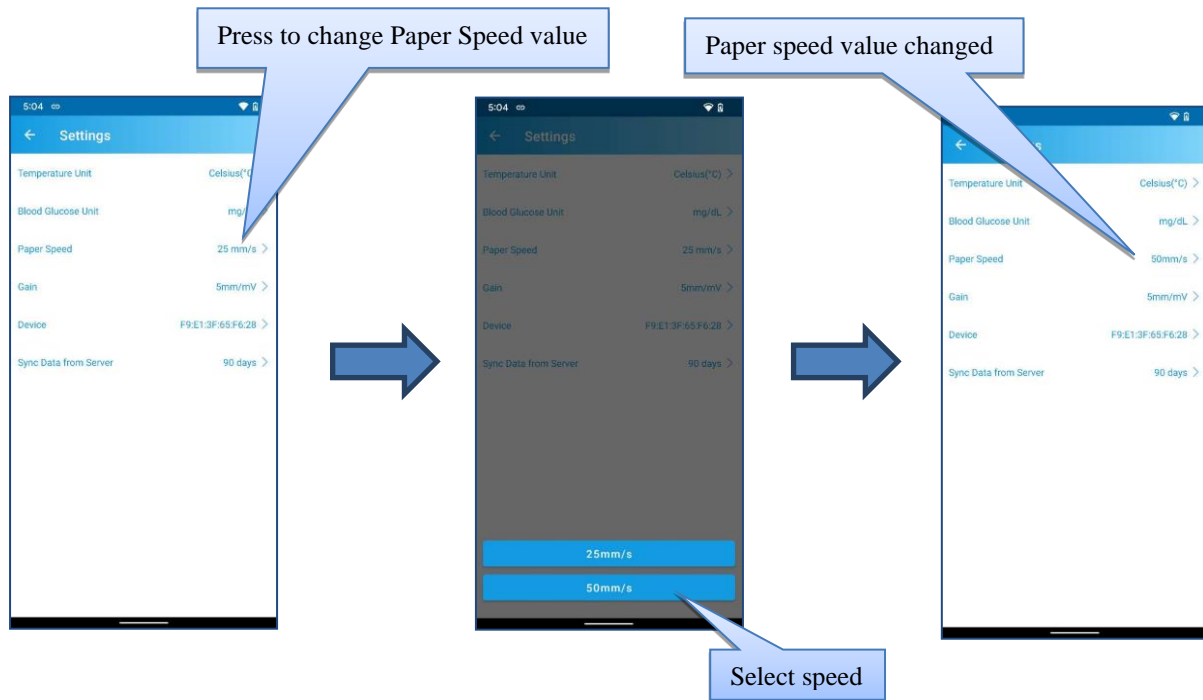 Press to change Paper Speed value
Paper speed value changed
5:04
Settings
Temperature Unit Celsius(°C
Blood Glucose Unit mg/
Paper Speed 25 mm/s
Gain 5mm/mV
Device F9:E1:3F:65:F6:28
Sync Data from Server 90 days
5:04
Settings
Temperature Unit Celsius(°C)
Blood Glucose Unit mg/dL
Paper Speed 25 mm/s
Gain 5mm/mV
Device F9:E1:3F:65:F6:28
Sync Data from Server 90 days
25mm/s
50mm/s
Select speed
s
Temperature Unit Celsius(°C)
Blood Glucose Unit mg/dL
Paper Speed 50mm/s
Gain 5mm/mV
Device F9:E1:3F:65:F6:28
Sync Data from Server 90 days